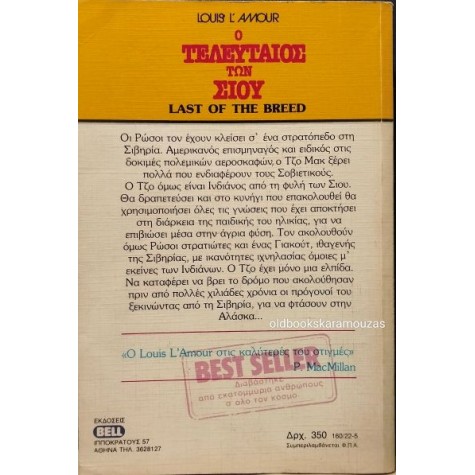 LOUIS L' AMOUR
Ο
ΤΕΛΕΥΤΑΙΟΣ
ΤΩΝ
ΣΙΟΥ
LAST OF THE BREED
Οι Ρώσοι τον έχουν κλείσει σ' ένα στρατόπεδο στη
Σιβηρία. Αμερικανός επισμηναγός και ειδικός στις
δοκιμές πολεμικών αεροσκαφών, ο Τζο Μακ ξέρει
πολλά που ενδιαφέρουν τους Σοβιετικούς.
Ο Τζο όμως είναι Ινδιάνος από τη φυλή των Σιου.
Θα δραπετεύσει και στο κυνήγι που επακολουθεί θα
χρησιμοποιήσει όλες τις γνώσεις που έχει αποκτήσει
στη διάρκεια της παιδικής του ηλικίας, για να
επιβιώσει μέσα στην άγρια φύση. Τον ακολουθούν
όμως Ρώσοι στρατιώτες και ένας Γιακούτ, ιθαγενής
της Σιβηρίας, με ικανότητες ιχνηλασίας όμοιες μ'
εκείνες των Ινδιάνων. Ο Τζο έχει μόνο μια ελπίδα.
Να καταφέρει να βρει το δρόμο που ακολούθησαν
πριν από πολλές χιλιάδες χρόνια οι πρόγονοί του
ξεκινώντας από τη Σιβηρία, για να φτάσουν στην
Αλάσκα...
oldbookskaramouzas
«Ο Louis L'Amour στις καλύτερές του στιγμές»
P. MacMillan
BEST SELLER
Διαβάστηκε
από εκατομμύρια ανθρώπους
σ' όλο τον κόσμο
ΕΚΔΟΣΕΙΣ
BELL
ΙΠΠΟΚΡΑΤΟΥΣ 57
ΑΘΗΝΑ ΤΗΛ. 3628127
Δρχ. 350 160/22-5
Συμπεριλαμβάνεται Φ.Π.Α.